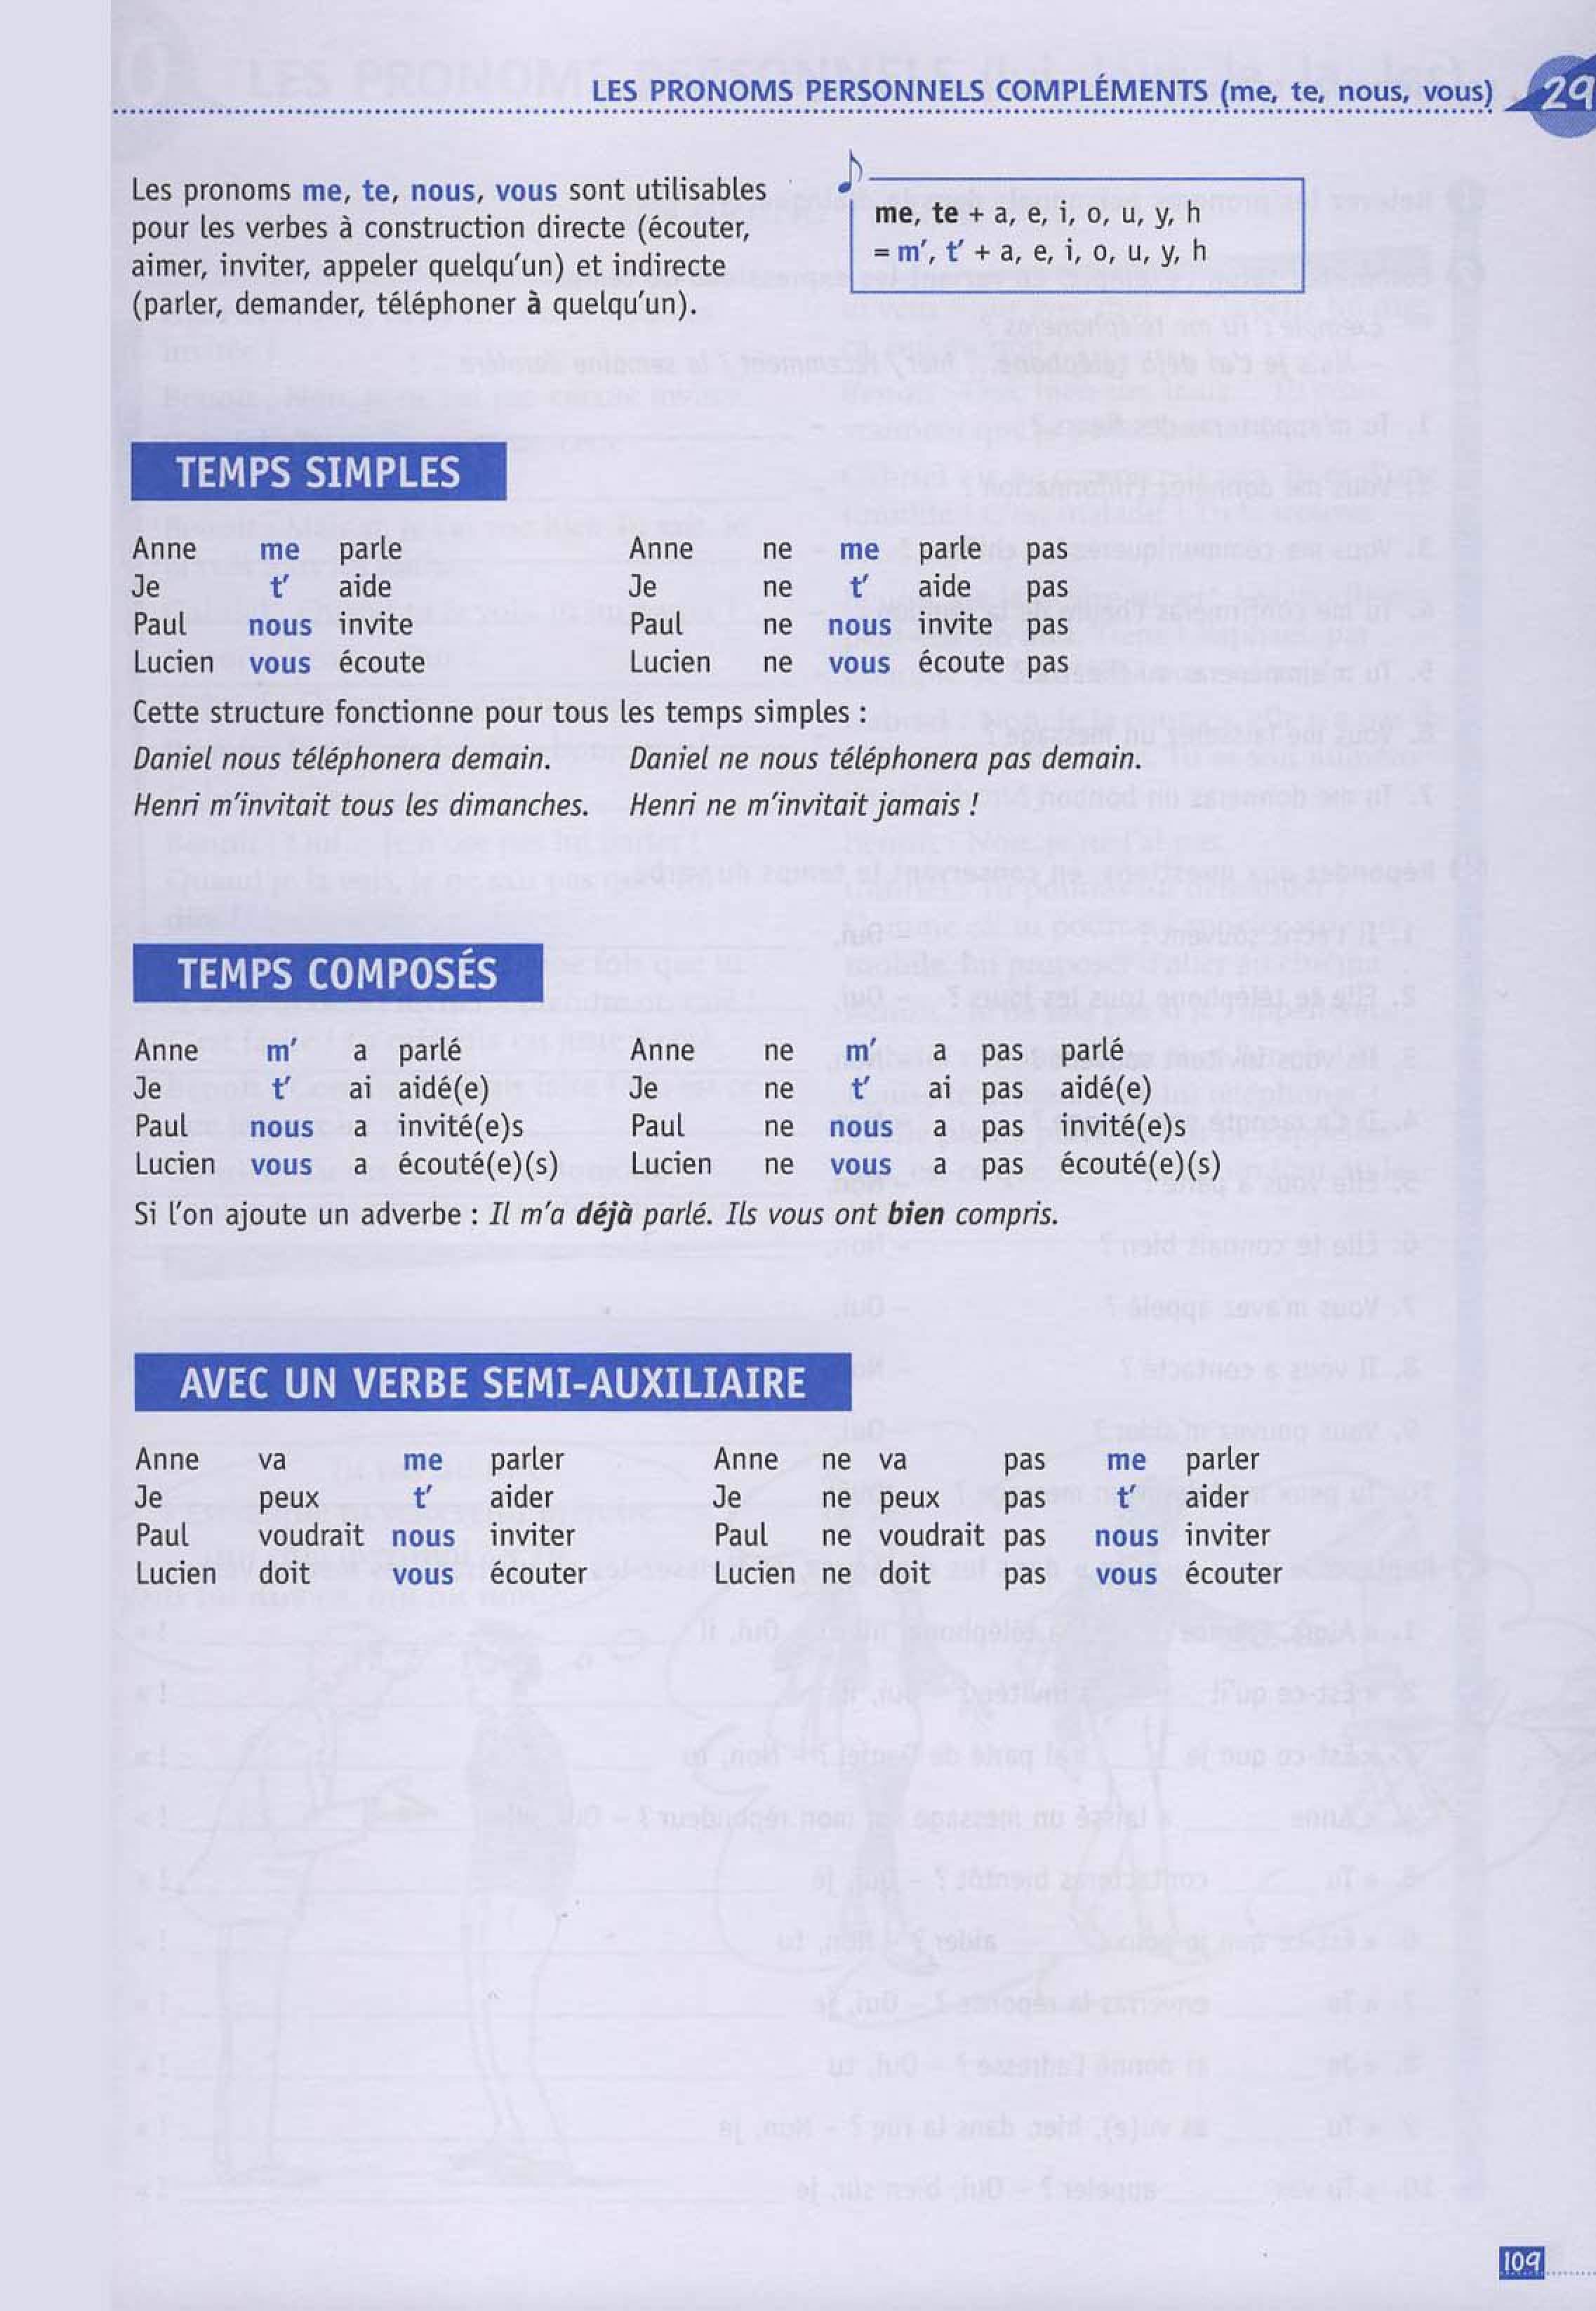 LES PRONOMS PERSONNELS COMPLÉMENTS (me, te, nous, vous) 29
Les pronoms me, te, nous, vous sont utilisables
pour les verbes à construction directe (écouter,
aimer, inviter, appeler quelqu'un) et indirecte
(parler, demander, téléphoner à quelqu'un).
me, te + a, e, i, o, u, y, h
= m', t' + a, e, i, o, u, y, h
TEMPS SIMPLES
Anne me parle Anne ne me parle pas
Je t' aide Je ne t' aide pas
Paul nous invite Paul ne nous invite pas
Lucien vous écoute Lucien ne vous écoute pas
Cette structure fonctionne pour tous les temps simples :
Daniel nous téléphonera demain. Daniel ne nous téléphonera pas demain.
Henri m'invitait tous les dimanches. Henri ne m'invitait jamais !
TEMPS COMPOSÉS
Anne m' a parlé Anne ne m' a pas parlé
Je t' ai aidé(e) Je ne t' ai pas aidé(e)
Paul nous a invité(e)s Paul ne nous a pas invité(e)s
Lucien vous a écouté(e)(s) Lucien ne vous a pas écouté(e)(s)
Si l'on ajoute un adverbe : Il m'a déjà parlé. Ils vous ont bien compris.
AVEC UN VERBE SEMI-AUXILIAIRE
Anne va me parler Anne ne va pas me parler
Je peux t' aider Je ne peux pas t' aider
Paul voudrait nous inviter Paul ne voudrait pas nous inviter
Lucien doit vous écouter Lucien ne doit pas vous écouter
109